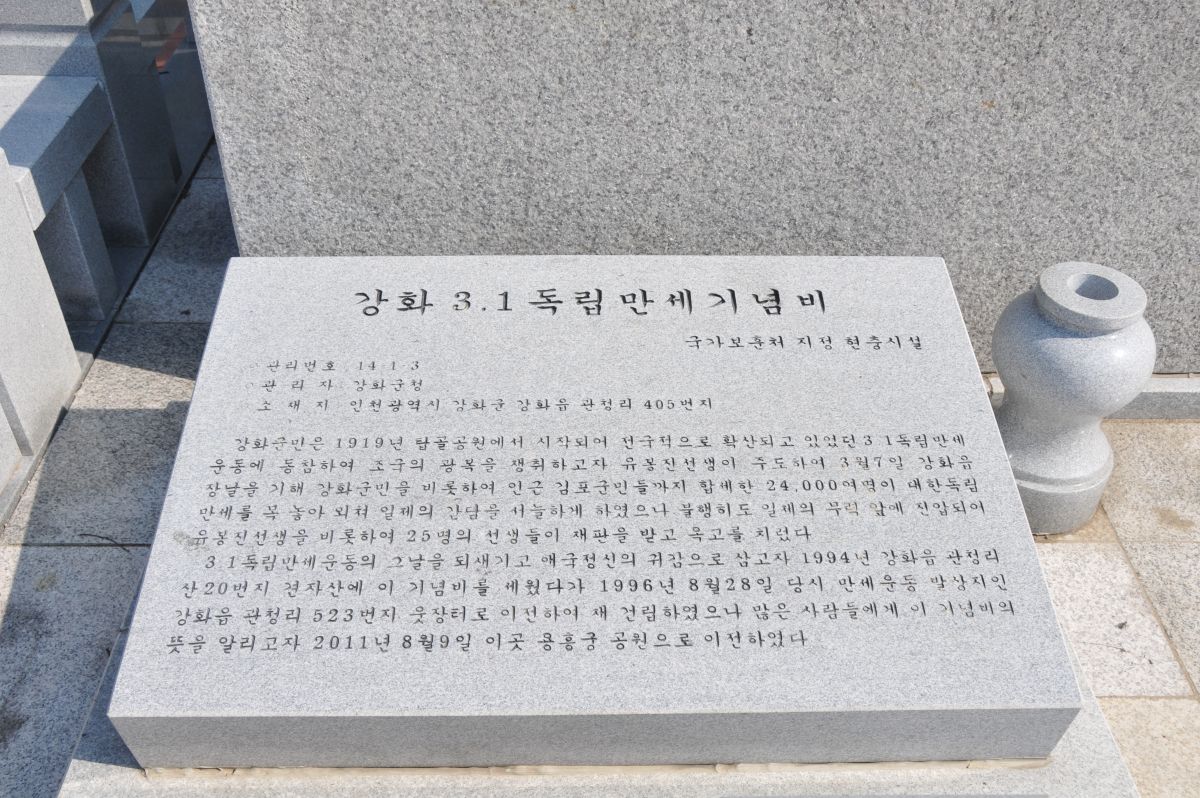 강화 3.1독립만세기념비
국가보훈처 지정 현충시설
○ 관리번호 14-1-3
○ 관 리 자 강화군청
○ 소 재 지 인천광역시 강화군 강화읍 관청리 405번지
강화군민은 1919년 탑골공원에서 시작되어 전국적으로 확산되고 있었던 3·1독립만세
운동에 동참하여 조국의 광복을 쟁취하고자 유봉진선생이 주도하여 3월7일 강화읍
장날을 기해 강화군민을 비롯하여 인근 김포군민들까지 합세한 24,000여명이 대한독립
만세를 목 놓아 외쳐 일제의 간담을 서늘하게 하였으나 불행히도 일제의 무력 앞에 진압되어
유봉진선생을 비롯하여 25명의 선생들이 재판을 받고 옥고를 치렀다
3.1독립만세운동의 그날을 되새기고 애국정신의 귀감으로 삼고자 1994년 강화읍 관청리
산20번지 견자산에 이 기념비를 세웠다가 1996년 8월28일 당시 만세운동 발상지인
강화읍 관청리 523번지 웃장터로 이전하여 재 건립하였으나 많은 사람들에게 이 기념비의
뜻을 알리고자 2011년 8월9일 이곳 용흥궁 공원으로 이전하였다